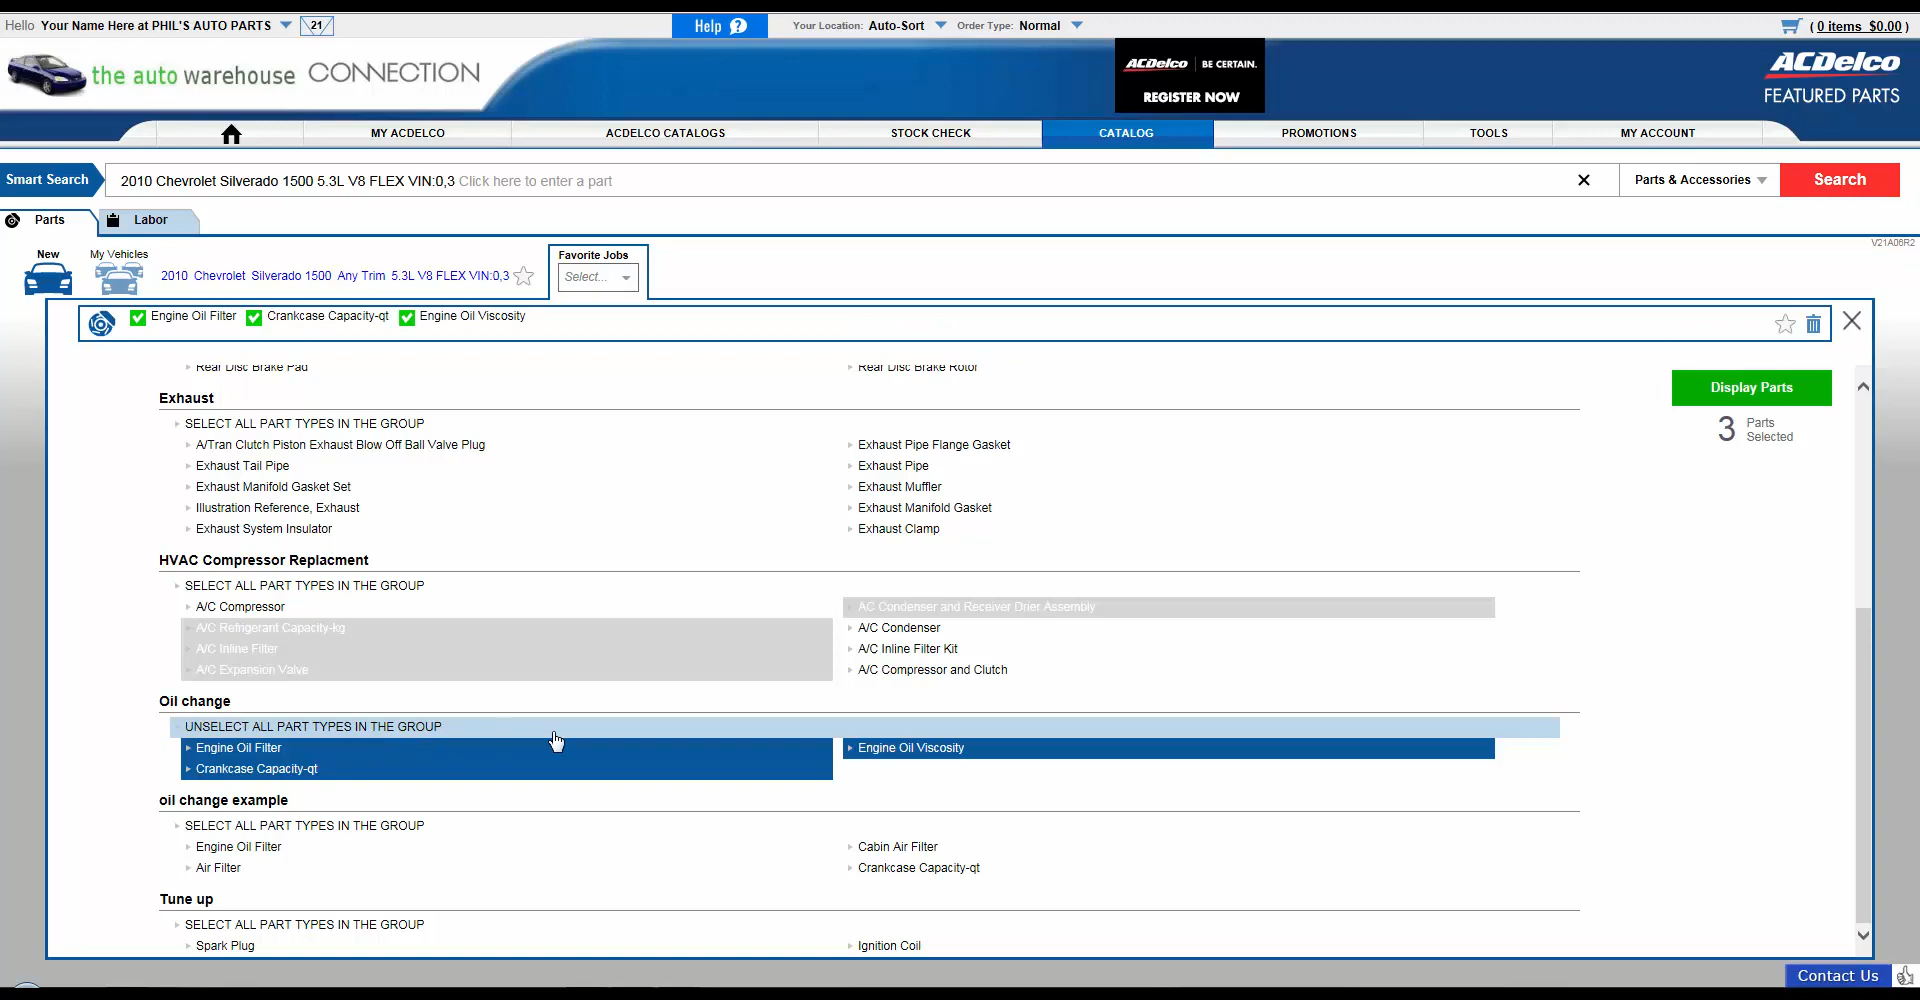 Hello Your Name Here at PHIL'S AUTO PARTS 21 Help ? Your Location: Auto-Sort Order Type: Normal ( 0 items $0.00 )
the auto warehouse CONNECTION
ACDelco BE CERTAIN.
REGISTER NOW
ACDelco
FEATURED PARTS
MY ACDELCO ACDELCO CATALOGS STOCK CHECK CATALOG PROMOTIONS TOOLS MY ACCOUNT
Smart Search 2010 Chevrolet Silverado 1500 5.3L V8 FLEX VIN:0,3 Click here to enter a part Parts & Accessories Search
Parts Labor
V21A06R2
New My Vehicles Favorite Jobs
2010 Chevrolet Silverado 1500 Any Trim 5.3L V8 FLEX VIN:0,3 Select...
Engine Oil Filter Crankcase Capacity-qt Engine Oil Viscosity
Rear Disc Brake Pad Rear Disc Brake Rotor
Display Parts
3 Parts Selected
Exhaust
SELECT ALL PART TYPES IN THE GROUP
A/Tran Clutch Piston Exhaust Blow Off Ball Valve Plug Exhaust Pipe Flange Gasket
Exhaust Tail Pipe Exhaust Pipe
Exhaust Manifold Gasket Set Exhaust Muffler
Illustration Reference, Exhaust Exhaust Manifold Gasket
Exhaust System Insulator Exhaust Clamp
HVAC Compressor Replacment
SELECT ALL PART TYPES IN THE GROUP
A/C Compressor AC Condenser and Receiver Drier Assembly
A/C Refrigerant Capacity-kg A/C Condenser
A/C Inline Filter A/C Inline Filter Kit
A/C Expansion Valve A/C Compressor and Clutch
Oil change
UNSELECT ALL PART TYPES IN THE GROUP
Engine Oil Filter Engine Oil Viscosity
Crankcase Capacity-qt
oil change example
SELECT ALL PART TYPES IN THE GROUP
Engine Oil Filter Cabin Air Filter
Air Filter Crankcase Capacity-qt
Tune up
SELECT ALL PART TYPES IN THE GROUP
Spark Plug Ignition Coil
Contact Us